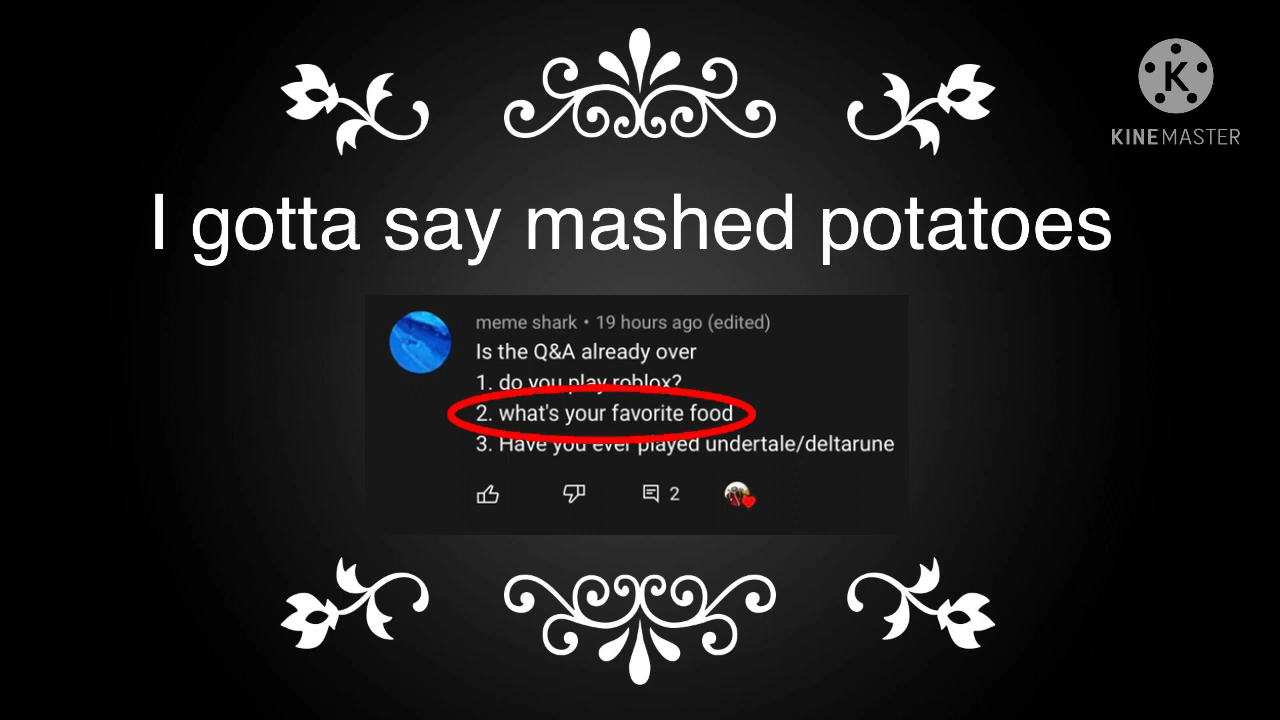 K
KINEMASTER
I gotta say mashed potatoes
meme shark • 19 hours ago (edited)
Is the Q&A already over
1. do you play roblox?
2. what's your favorite food
3. Have you ever played undertale/deltarune
2